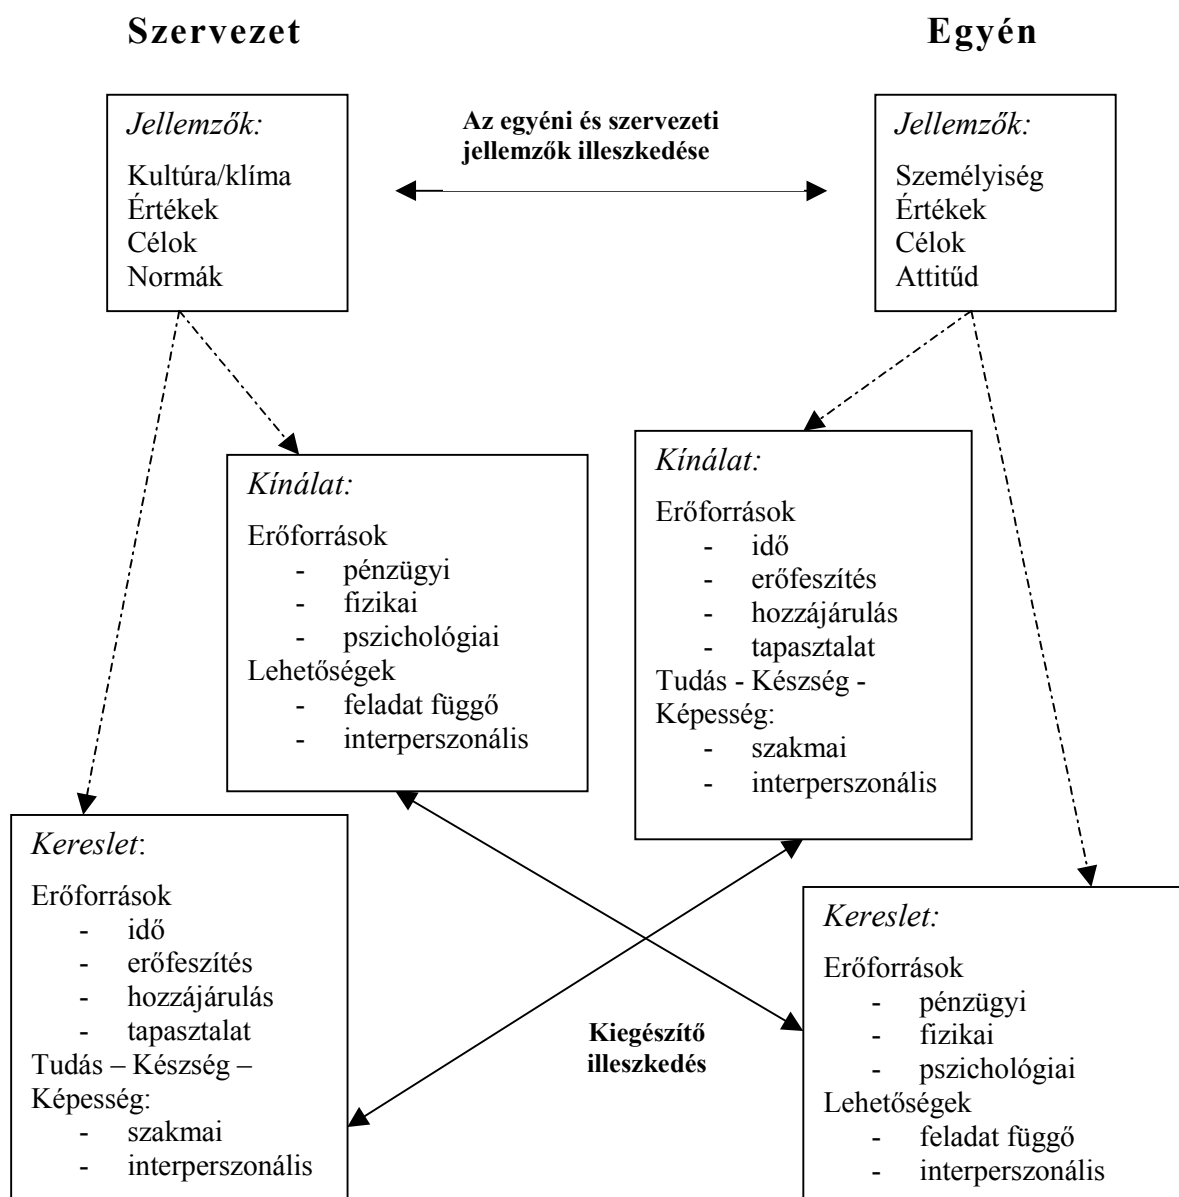 Szervezet
Egyén
Jellemzők:
Kultúra/klíma
Értékek
Célok
Normák
Az egyéni és szervezeti
jellemzők illeszkedése
Jellemzők:
Személyiség
Értékek
Célok
Attitűd
Kínálat:
Erőforrások
- pénzügyi
- fizikai
- pszichológiai
Lehetőségek
- feladat függő
- interperszonális
Kínálat:
Erőforrások
- idő
- erőfeszítés
- hozzájárulás
- tapasztalat
Tudás - Készség -
Képesség:
- szakmai
- interperszonális
Kereslet:
Erőforrások
- idő
- erőfeszítés
- hozzájárulás
- tapasztalat
Tudás – Készség –
Képesség:
- szakmai
- interperszonális
Kiegészítő
illeszkedés
Kereslet:
Erőforrások
- pénzügyi
- fizikai
- pszichológiai
Lehetőségek
- feladat függő
- interperszonális